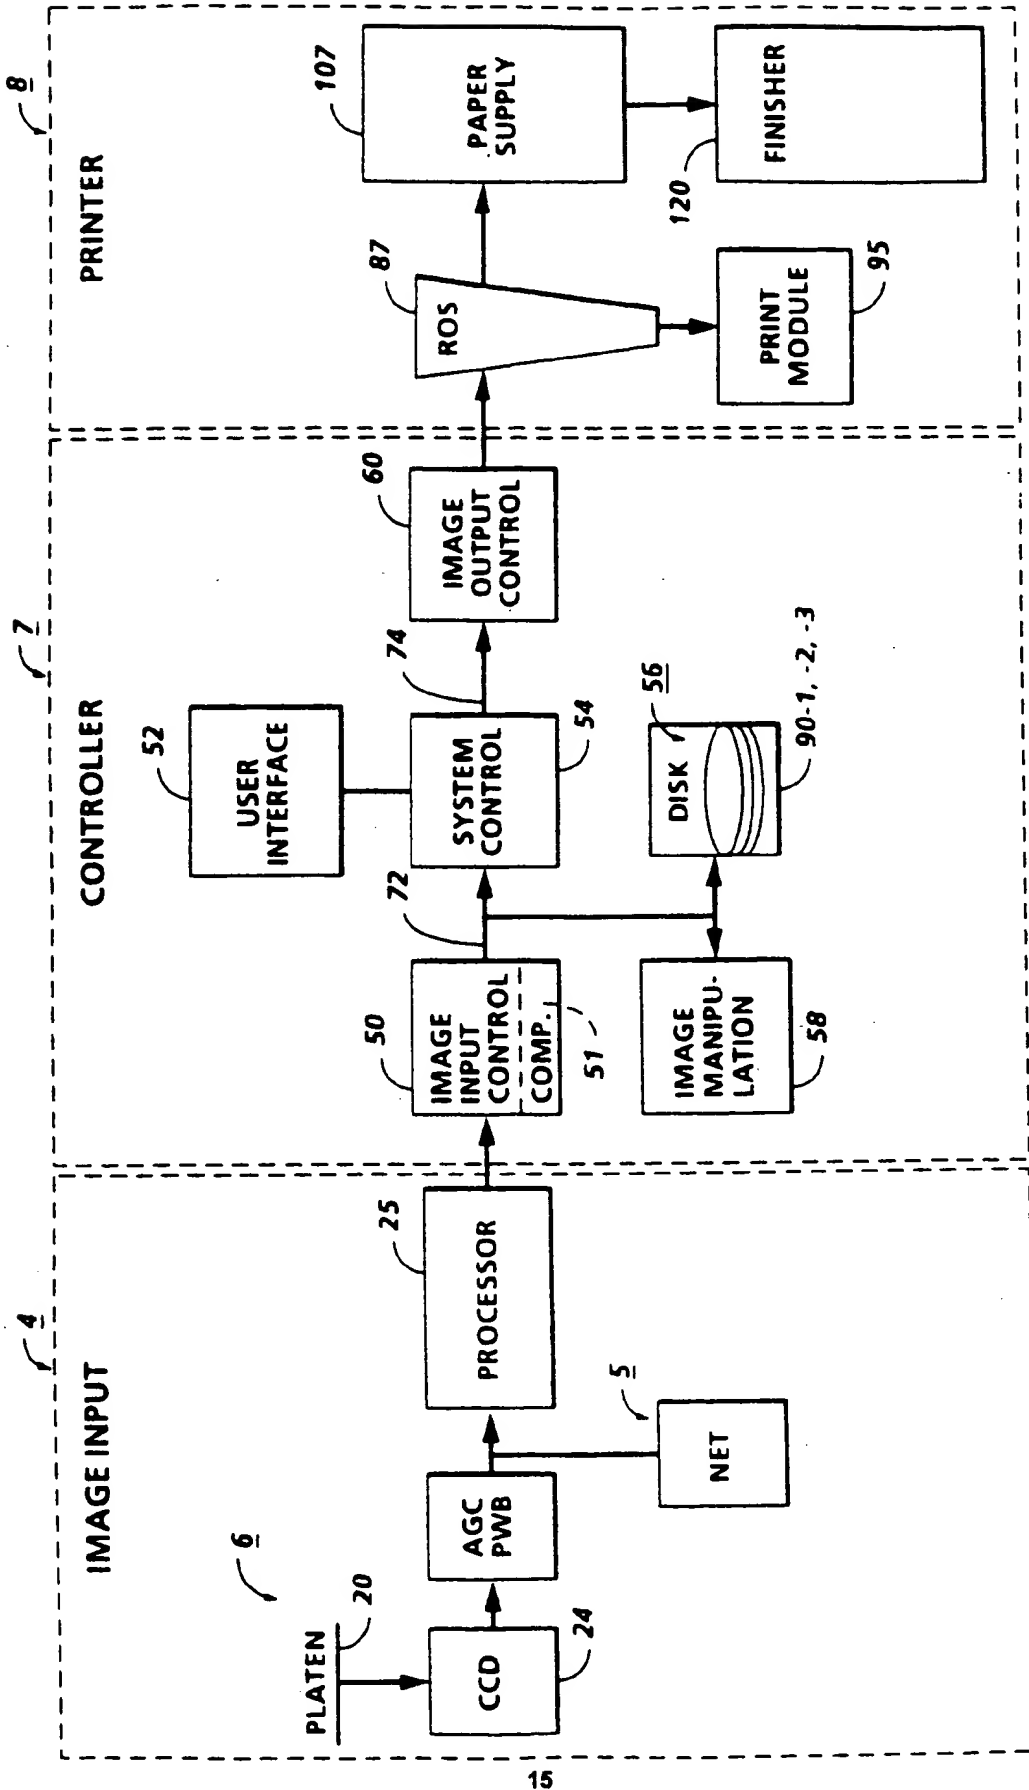 IMAGE INPUT
4
6
PLATEN
20
CCD
24
AGC
PWB
PROCESSOR
25
NET
5
CONTROLLER
7
USER
INTERFACE
52
IMAGE
INPUT
CONTROL
COMP.
50
51
72
SYSTEM
CONTROL
54
74
IMAGE
OUTPUT
CONTROL
60
IMAGE
MANIPU-
LATION
58
DISK
56
90-1, -2, -3
PRINTER
8
ROS
87
PAPER
SUPPLY
107
PRINT
MODULE
95
FINISHER
120
15